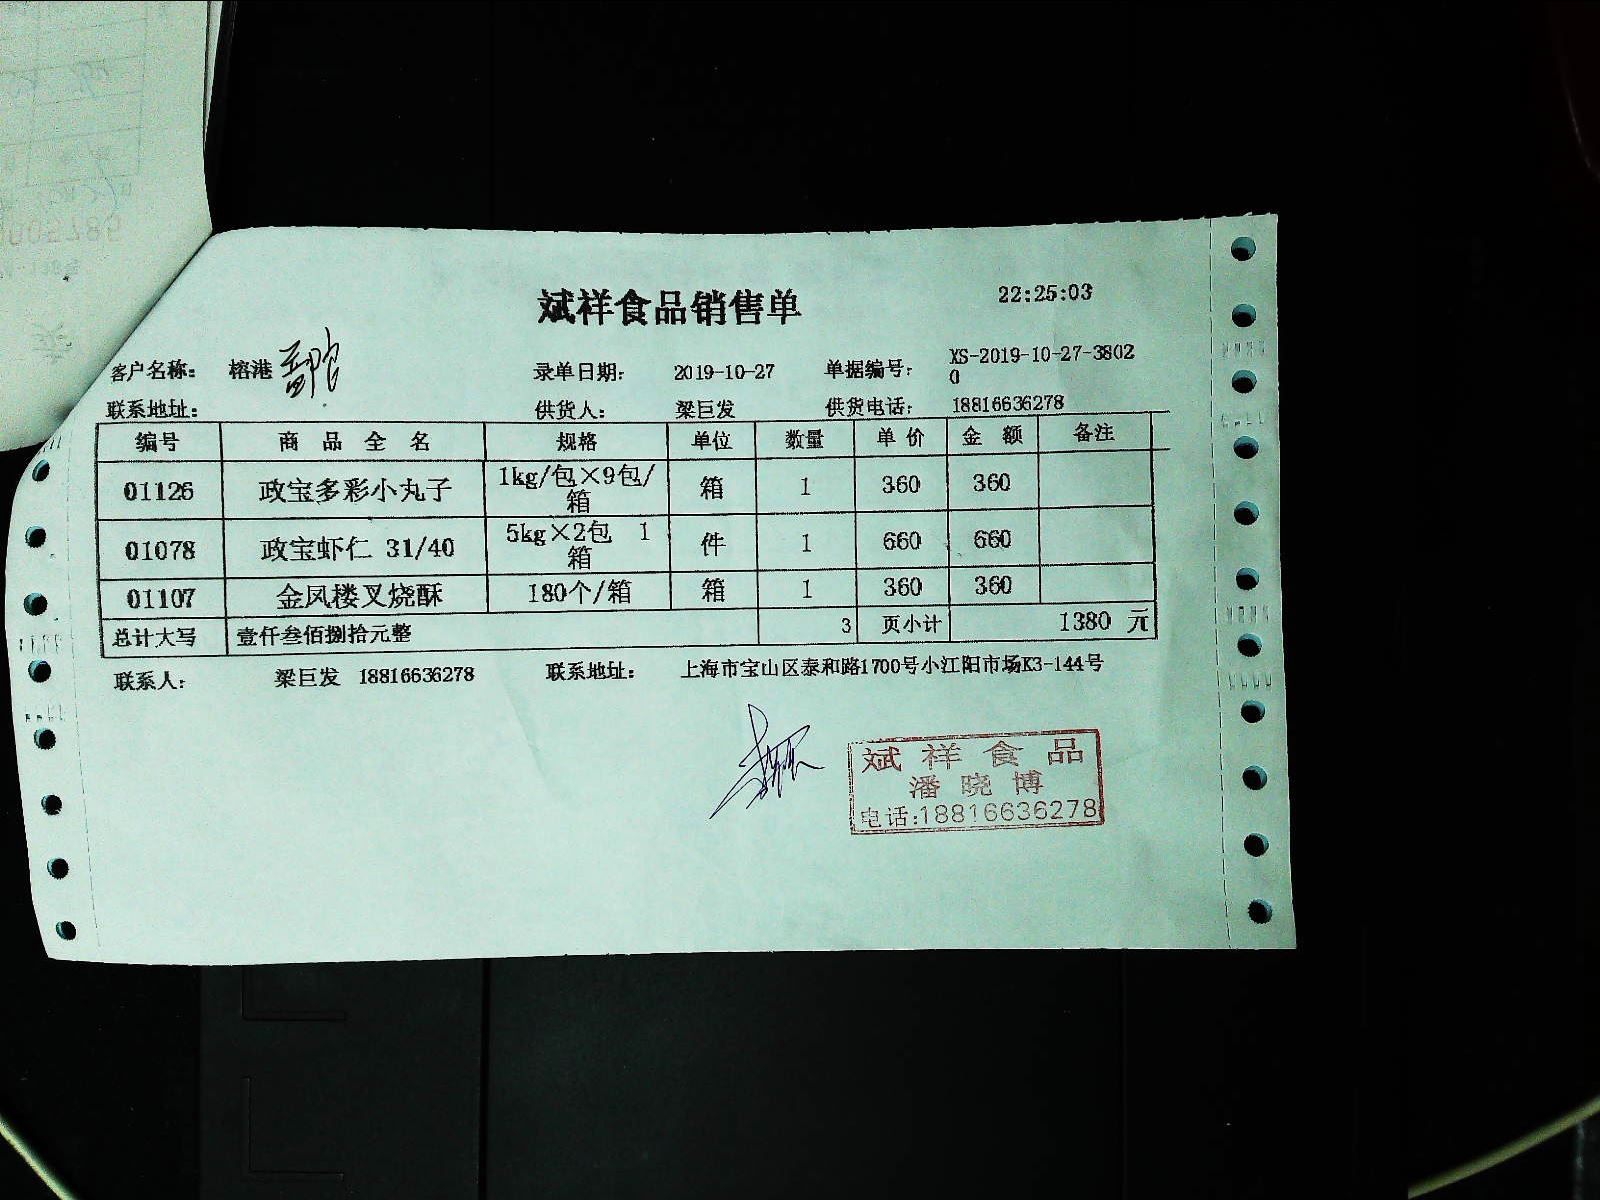 斌祥食品销售单
22:25:03
客户名称： 榕港 录单日期： 2019-10-27 单据编号： XS-2019-10-27-3802
0
联系地址： 供货人： 梁巨发 供货电话： 18816636278
编号 商 品 全 名 规格 单位 数量 单 价 金 额 备注
01126 政宝多彩小丸子 1kg/包×9包/箱 箱 1 360 360
01078 政宝虾仁 31/40 5kg×2包 1箱 件 1 660 660
01107 金凤楼叉烧酥 180个/箱 箱 1 360 360
总计大写 壹仟叁佰捌拾元整 3 页小计 1380 元
联系人： 梁巨发 18816636278 联系地址： 上海市宝山区泰和路1700号小江阳市场K3-144号
斌祥食品
潘晓博
电话:18816636278